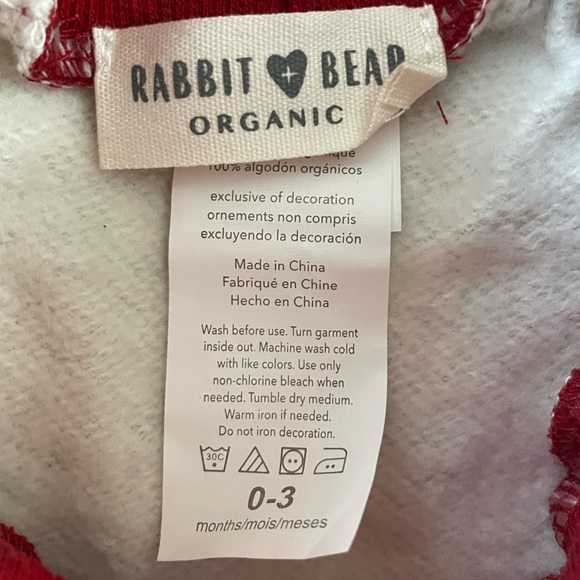 RABBIT BEAR
ORGANIC
100% algodón orgánicos
exclusive of decoration
ornements non compris
excluyendo la decoración
Made in China
Fabriqué en Chine
Hecho en China
Wash before use. Turn garment
inside out. Machine wash cold
with like colors. Use only
non-chlorine bleach when
needed. Tumble dry medium.
Warm iron if needed.
Do not iron decoration.
30C
0-3
months/mois/meses